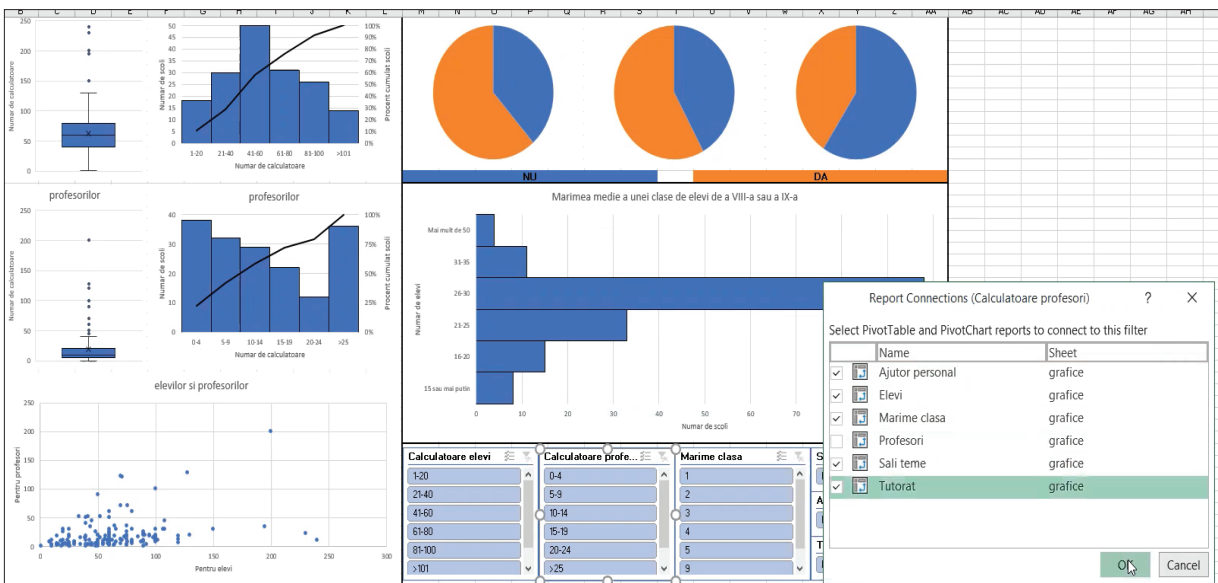 B C D E F G H I J K L M N O P Q R S T U V W X Y Z AA AB AC AD AE AF AG AH
250
200
150
100
50
0
Numar de calculatoare
50
45
40
35
30
25
20
15
10
5
0
Numar de scoli
100%
90%
80%
70%
60%
50%
40%
30%
20%
10%
0%
Procent cumulat scoli
1-20 21-40 41-60 61-80 81-100 >101
Numar de calculatoare
NU DA
profesorilor
250
200
150
100
50
0
Numar de calculatoare
profesorilor
40
30
20
10
0
Numar de scoli
100%
75%
50%
25%
0%
Procent cumulat scoli
0-4 5-9 10-14 15-19 20-24 >25
Numar de calculatoare
Marimea medie a unei clase de elevi de a VIII-a sau a IX-a
Numar de elevi
Mai mult de 50
31-35
26-30
21-25
16-20
15 sau mai putin
0 10 20 30 40 50 60 70
Numar de scoli
elevilor si profesorilor
250
200
150
100
50
0
Pentru profesori
0 50 100 150 200 250 300
Pentru elevi
Calculatoare elevi
1-20
21-40
41-60
61-80
81-100
>101
Calculatoare profe...
0-4
5-9
10-14
15-19
20-24
>25
Marime clasa
1
2
3
4
5
9
S
A
T
Report Connections (Calculatoare profesori) ?
Select PivotTable and PivotChart reports to connect to this filter
Name Sheet
Ajutor personal grafice
Elevi grafice
Marime clasa grafice
Profesori grafice
Sali teme grafice
Tutorat grafice
OK Cancel